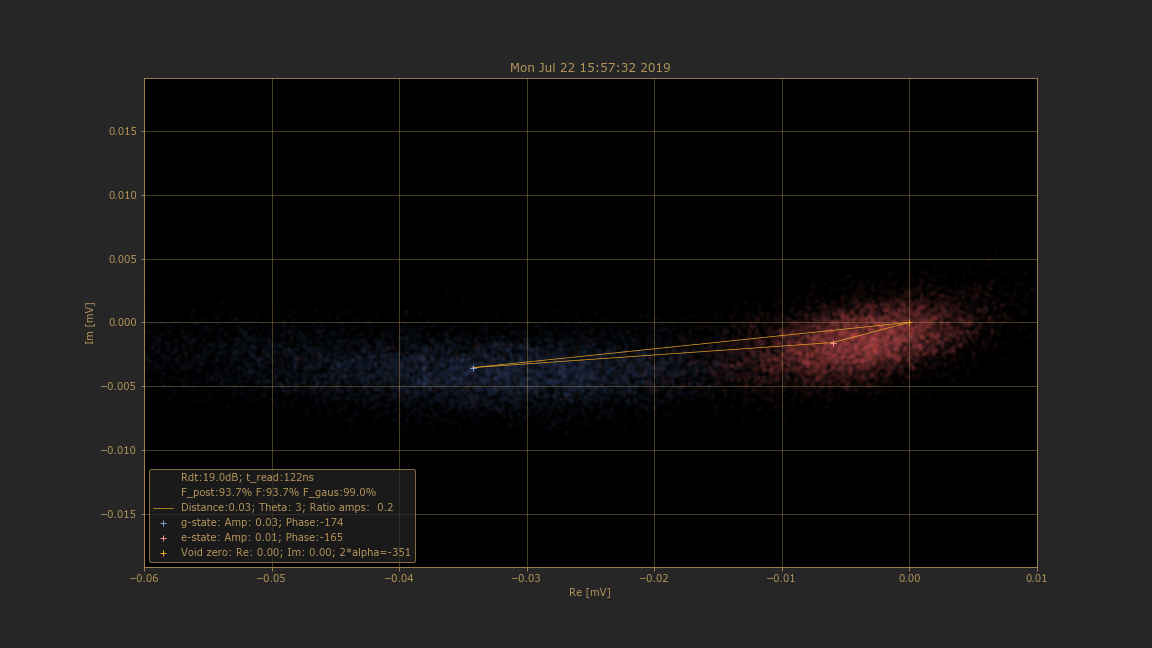 Mon Jul 22 15:57:32 2019
Im [mV]
0.015
0.010
0.005
0.000
−0.005
−0.010
−0.015
Rdt:19.0dB; t_read:122ns
F_post:93.7% F:93.7% F_gaus:99.0%
Distance:0.03; Theta: 3; Ratio amps: 0.2
g-state: Amp: 0.03; Phase:-174
e-state: Amp: 0.01; Phase:-165
Void zero: Re: 0.00; Im: 0.00; 2*alpha=-351
−0.06 −0.05 −0.04 −0.03 −0.02 −0.01 0.00 0.01
Re [mV]